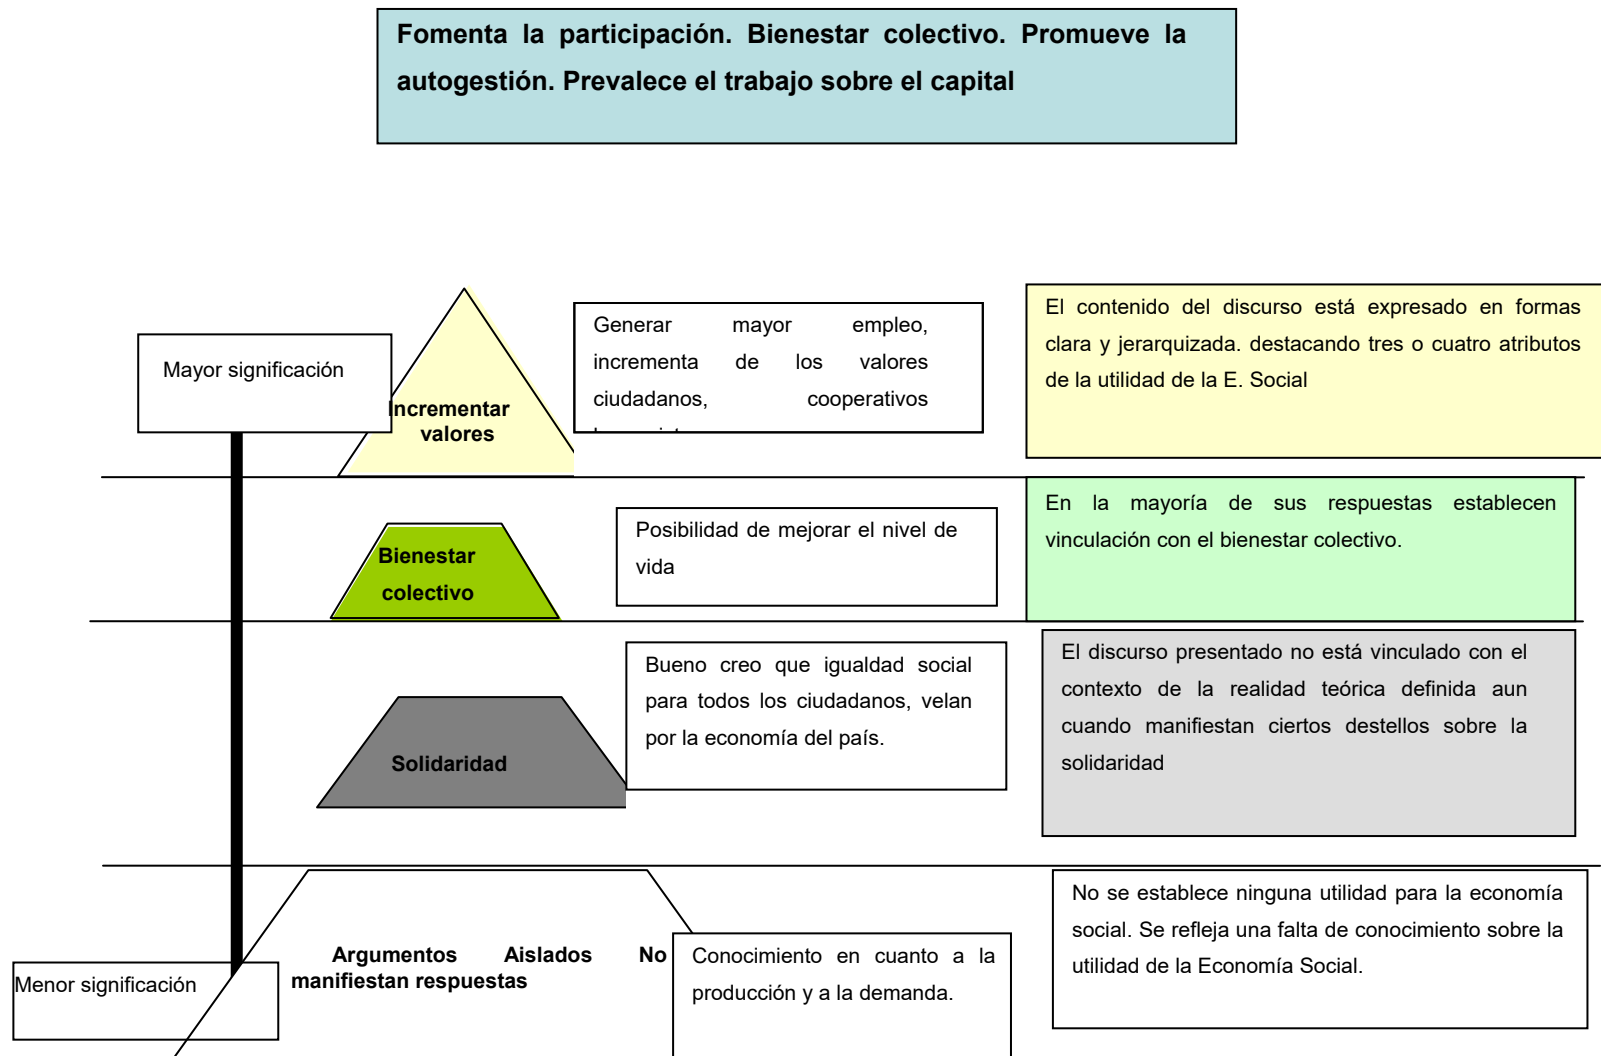 Fomenta la participación. Bienestar colectivo. Promueve la
autogestión. Prevalece el trabajo sobre el capital
Mayor significación
Incrementar
valores
Generar mayor empleo,
incrementa de los valores
ciudadanos, cooperativos
El contenido del discurso está expresado en formas
clara y jerarquizada. destacando tres o cuatro atributos
de la utilidad de la E. Social
Bienestar
colectivo
Posibilidad de mejorar el nivel de
vida
En la mayoría de sus respuestas establecen
vinculación con el bienestar colectivo.
Solidaridad
Bueno creo que igualdad social
para todos los ciudadanos, velan
por la economía del país.
El discurso presentado no está vinculado con el
contexto de la realidad teórica definida aun
cuando manifiestan ciertos destellos sobre la
solidaridad
Menor significación
Argumentos Aislados No
manifiestan respuestas
Conocimiento en cuanto a la
producción y a la demanda.
No se establece ninguna utilidad para la economía
social. Se refleja una falta de conocimiento sobre la
utilidad de la Economía Social.